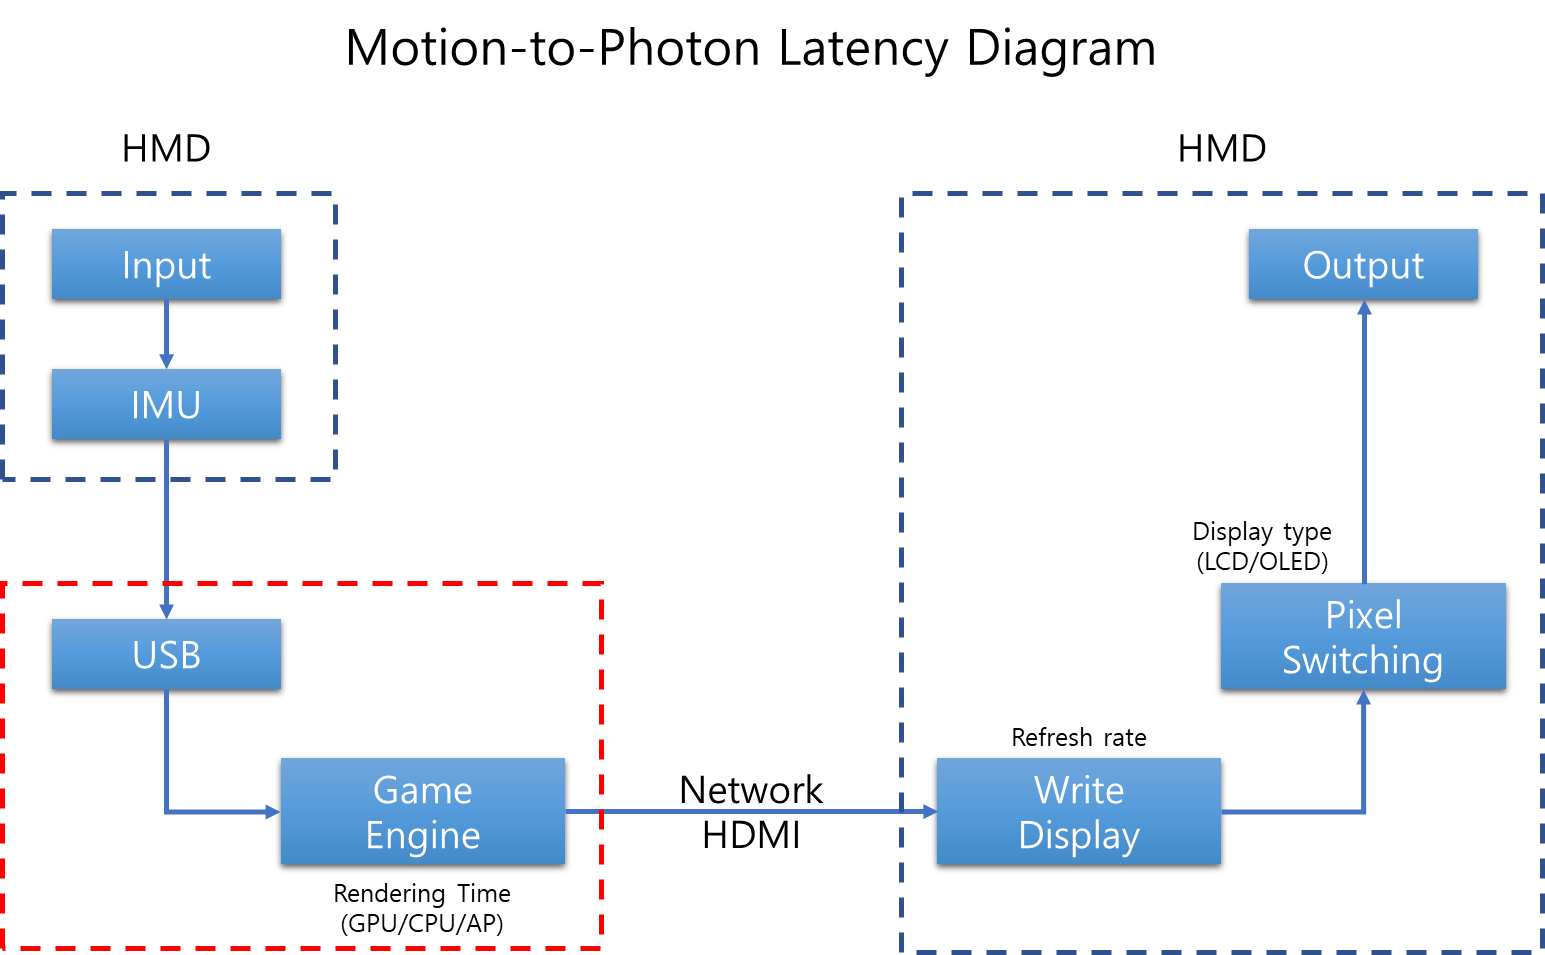 Motion-to-Photon Latency Diagram
HMD
Input
IMU
USB
Game
Engine
Rendering Time
(GPU/CPU/AP)
Network
HDMI
HMD
Output
Display type
(LCD/OLED)
Pixel
Switching
Refresh rate
Write
Display